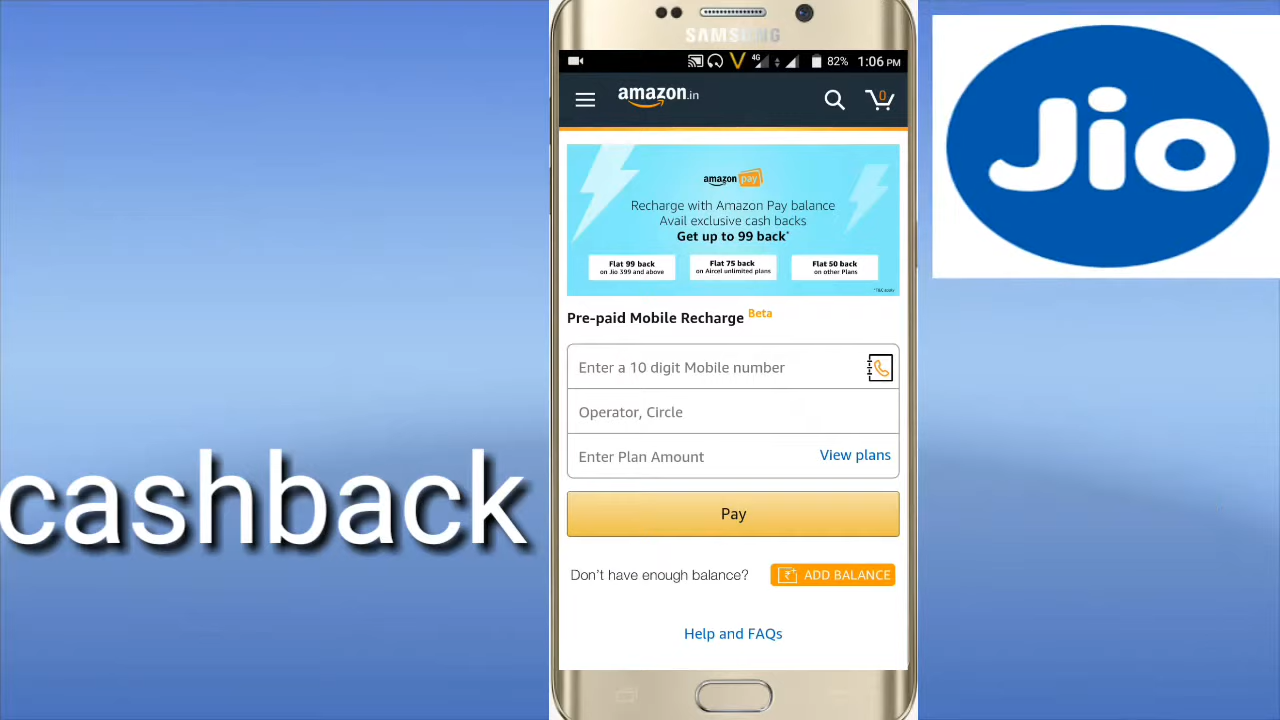 SAMSUNG
4G 82% 1:06 PM
amazon.in
0
amazon pay
Recharge with Amazon Pay balance
Avail exclusive cash backs
Get up to 99 back*
Flat 99 back
on Jio 399 and above
Flat 75 back
on Aircel unlimited plans
Flat 50 back
on other Plans
Pre-paid Mobile Recharge Beta
Enter a 10 digit Mobile number
Operator, Circle
Enter Plan Amount
View plans
Pay
Don't have enough balance?
₹ ADD BALANCE
Help and FAQs
cashback
Jio